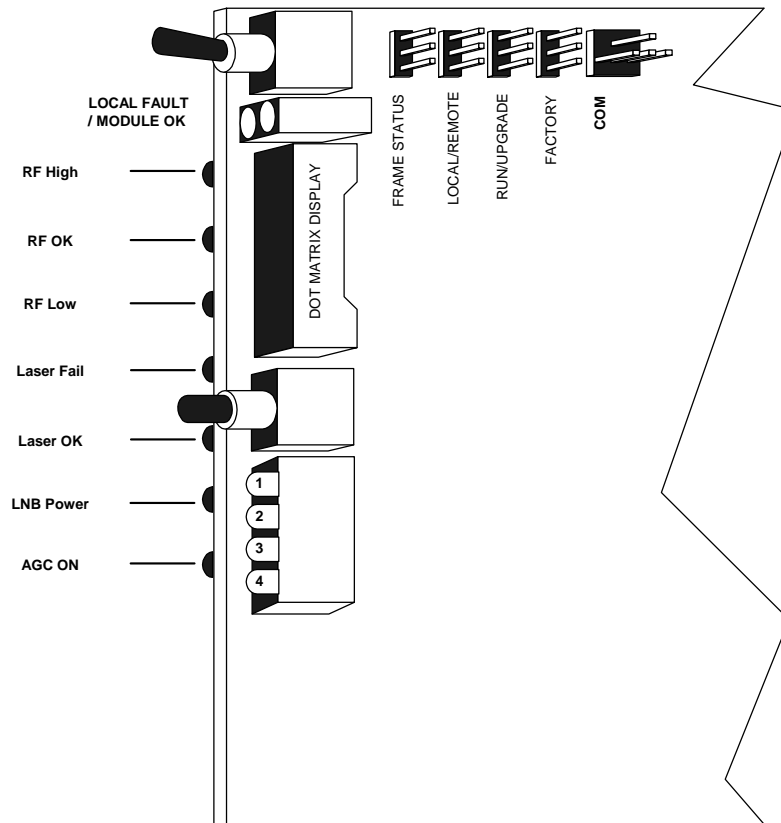 LOCAL FAULT
/ MODULE OK
RF High
RF OK
RF Low
Laser Fail
Laser OK
LNB Power
AGC ON
DOT MATRIX DISPLAY
1
2
3
4
FRAME STATUS
LOCAL/REMOTE
RUN/UPGRADE
FACTORY
COM